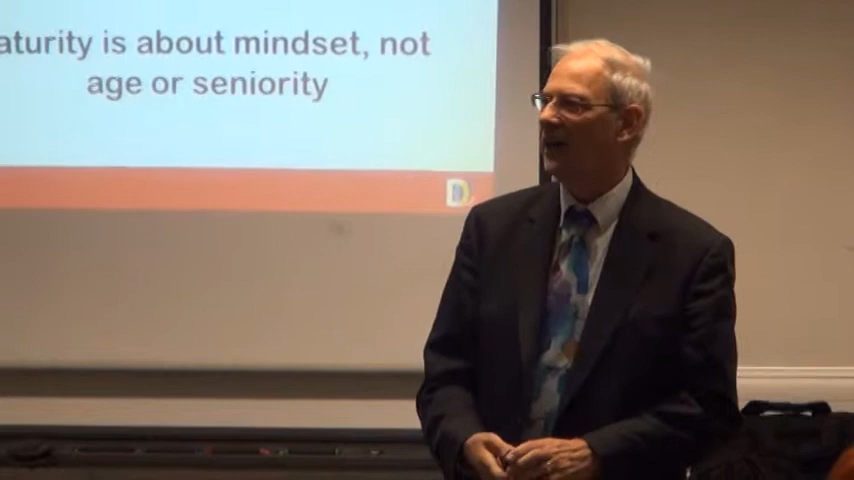 aturity is about mindset, not
age or seniority
D